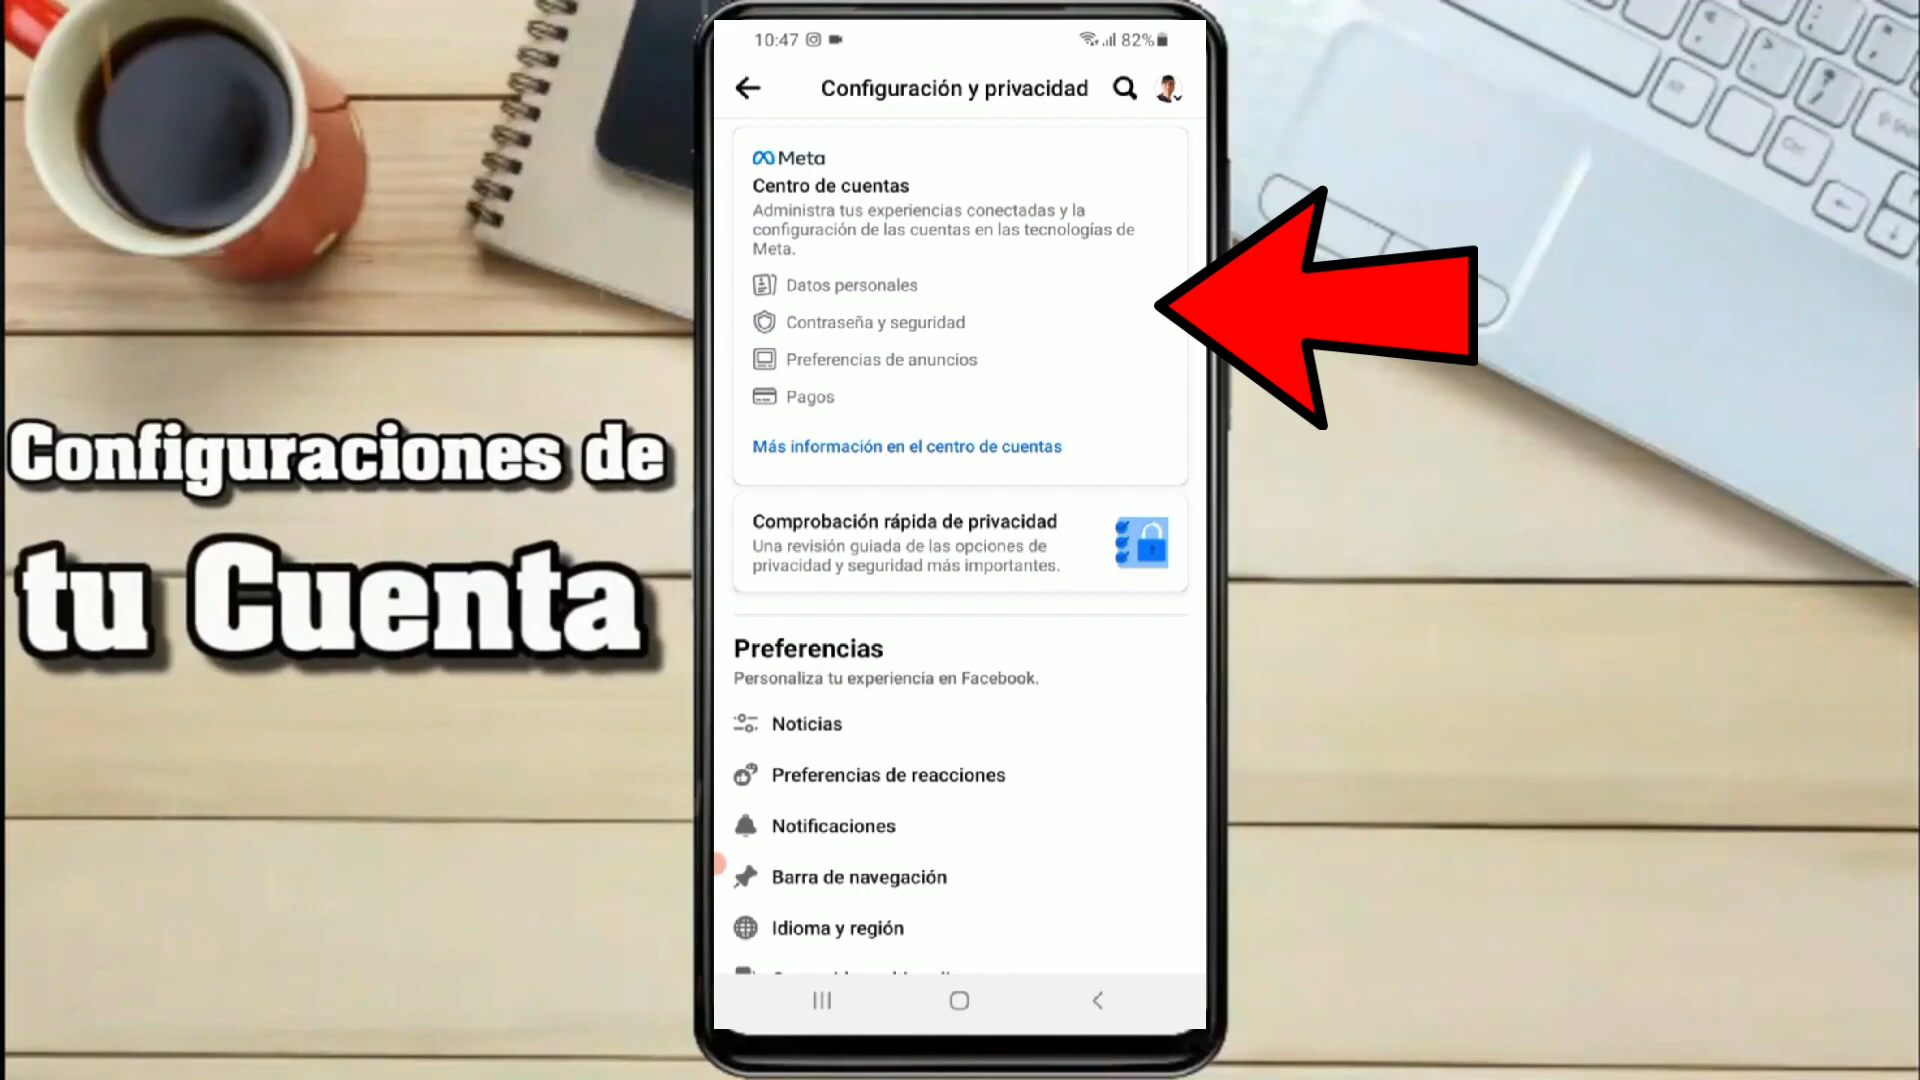 10:47
82%
Configuración y privacidad
Meta
Centro de cuentas
Administra tus experiencias conectadas y la
configuración de las cuentas en las tecnologías de
Meta.
Datos personales
Contraseña y seguridad
Preferencias de anuncios
Pagos
Más información en el centro de cuentas
Comprobación rápida de privacidad
Una revisión guiada de las opciones de
privacidad y seguridad más importantes.
Preferencias
Personaliza tu experiencia en Facebook.
Noticias
Preferencias de reacciones
Notificaciones
Barra de navegación
Idioma y región
Configuraciones de
tu Cuenta